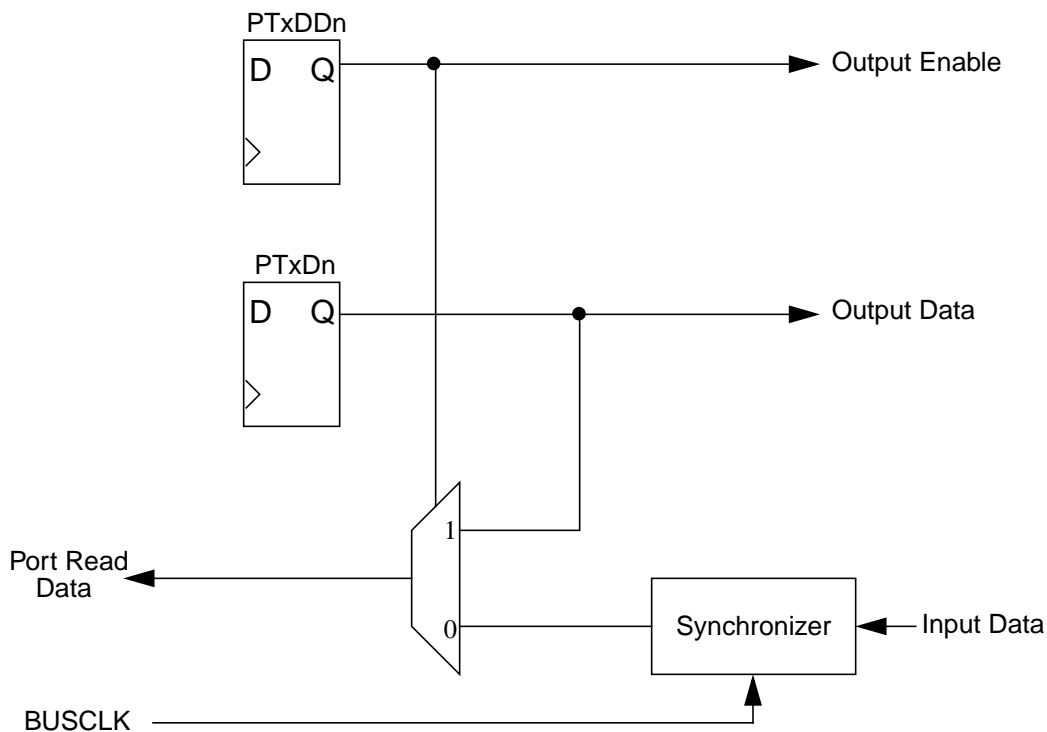 PTxDDn
D Q
Output Enable
PTxDn
D Q
Output Data
1
Port Read
Data
0
Synchronizer
Input Data
BUSCLK